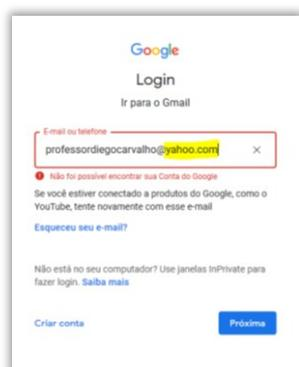 Google
Login
Ir para o Gmail
E-mail ou telefone
professordiegocarvalho@yahoo.com
Não foi possível encontrar sua Conta do Google
Se você estiver conectado a produtos do Google, como o
YouTube, tente novamente com esse e-mail
Esqueceu seu e-mail?
Não está no seu computador? Use janelas InPrivate para
fazer login. Saiba mais
Criar conta
Próxima